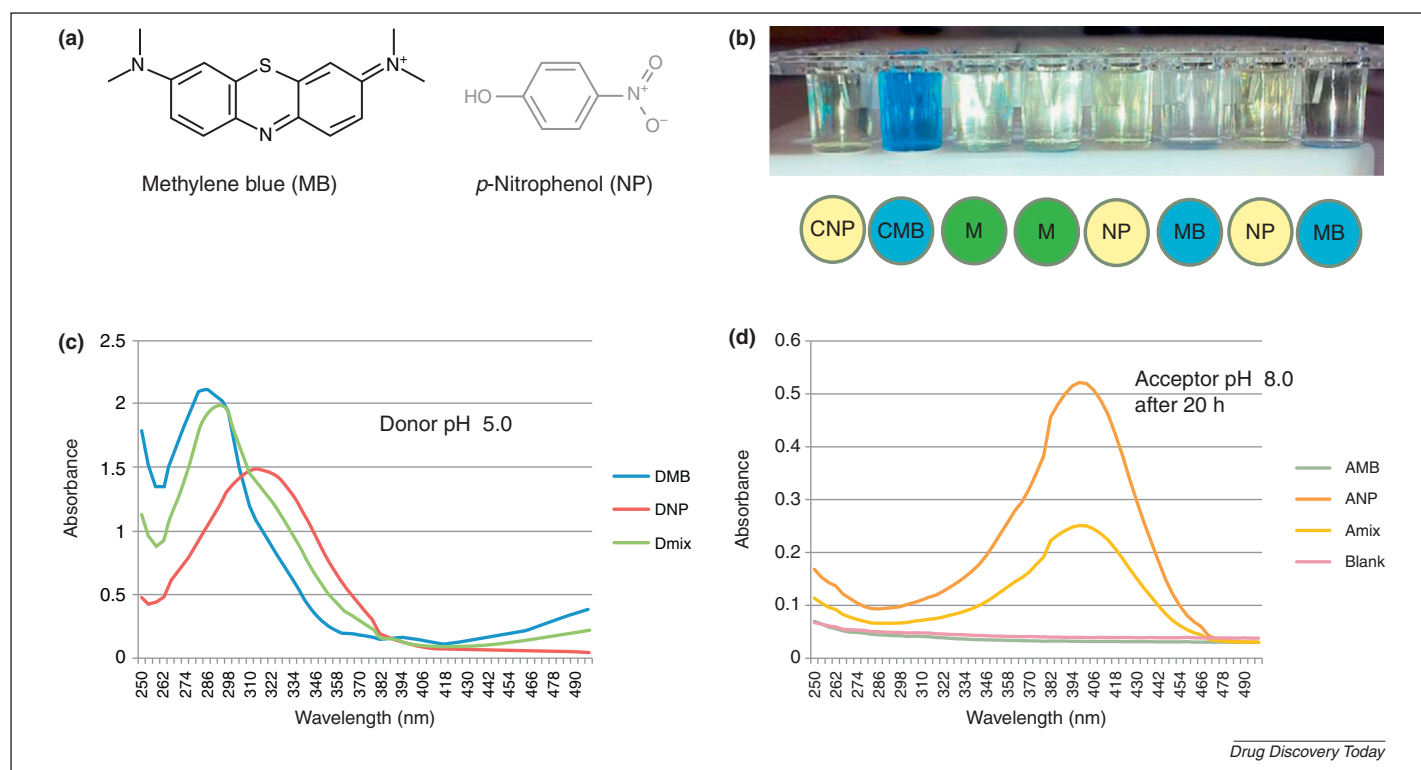 (a)
N
S
N+
N
Methylene blue (MB)
HO
N+
O
O−
p-Nitrophenol (NP)
(b)
CNP CMB M M NP MB NP MB
(c)
2.5
2
1.5
1
0.5
0
Absorbance
Donor pH 5.0
DMB
DNP
Dmix
250 262 274 286 298 310 322 334 346 358 370 382 394 406 418 430 442 454 466 478 490
Wavelength (nm)
(d)
0.6
0.5
0.4
0.3
0.2
0.1
0
Absorbance
Acceptor pH 8.0
after 20 h
AMB
ANP
Amix
Blank
250 262 274 286 298 310 322 334 346 358 370 382 394 406 418 430 442 454 466 478 490
Wavelength (nm)
Drug Discovery Today